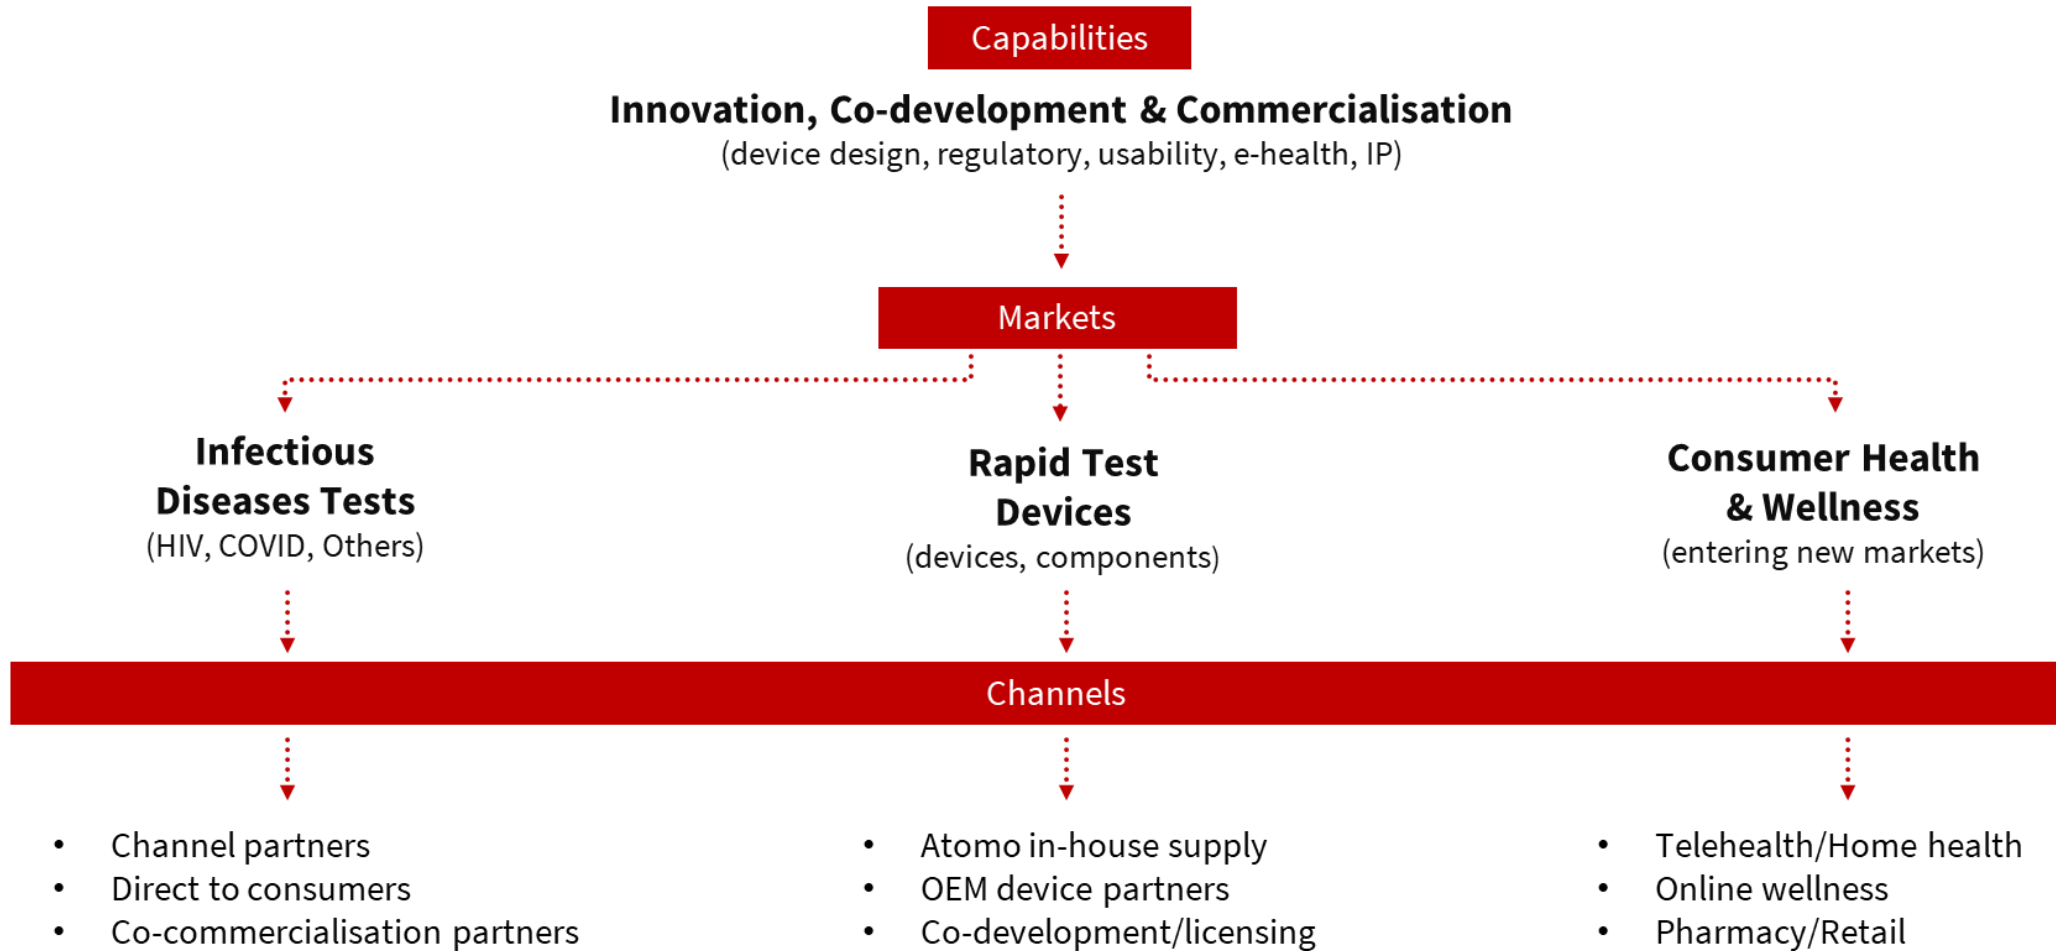 Capabilities
Innovation, Co-development & Commercialisation
(device design, regulatory, usability, e-health, IP)
Markets
Infectious
Diseases Tests
(HIV, COVID, Others)
Rapid Test
Devices
(devices, components)
Consumer Health
& Wellness
(entering new markets)
Channels
• Channel partners
• Direct to consumers
• Co-commercialisation partners
• Atomo in-house supply
• OEM device partners
• Co-development/licensing
• Telehealth/Home health
• Online wellness
• Pharmacy/Retail